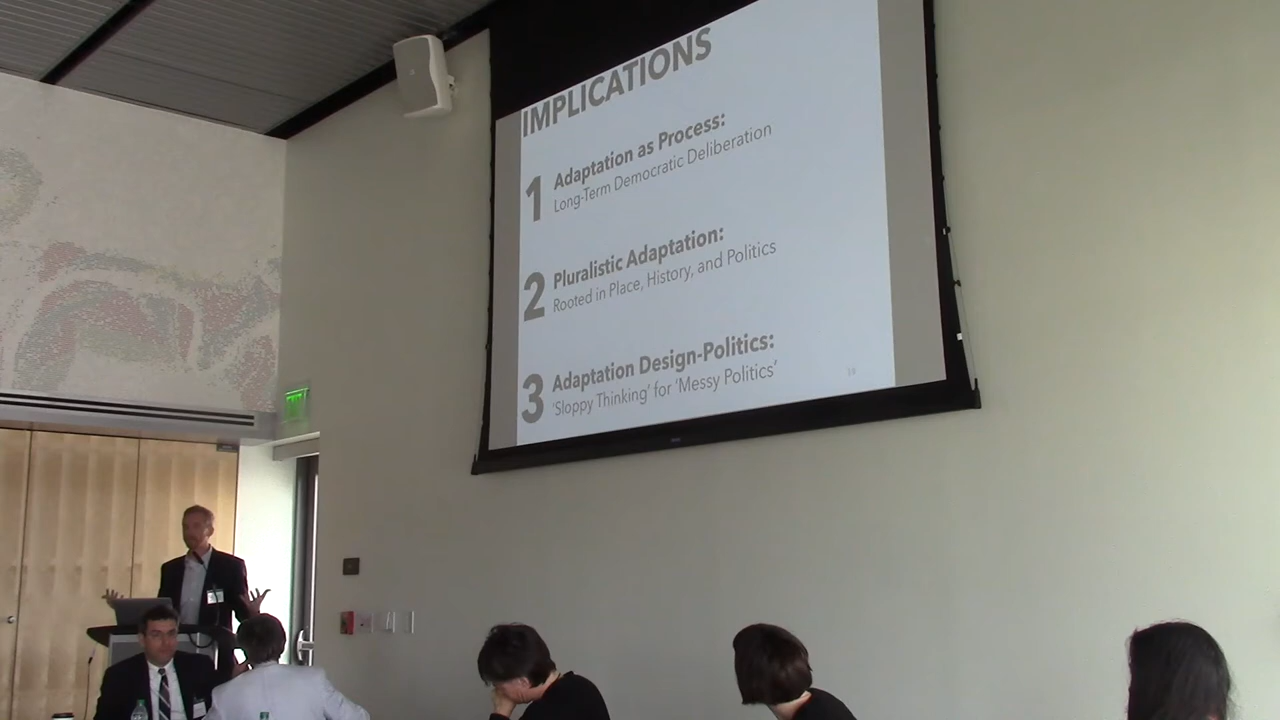 IMPLICATIONS
1 Adaptation as Process:
Long-Term Democratic Deliberation
2 Pluralistic Adaptation:
Rooted in Place, History, and Politics
3 Adaptation Design-Politics:
'Sloppy Thinking' for 'Messy Politics'